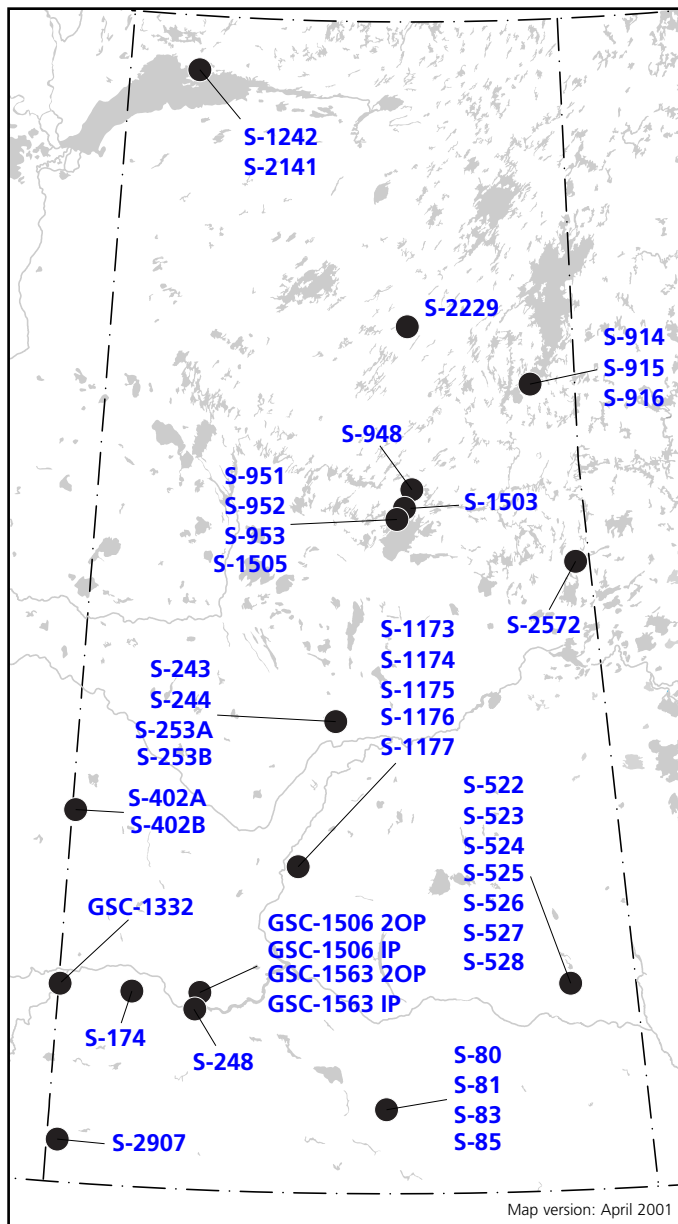 S-1242
S-2141
S-2229
S-914
S-915
S-916
S-948
S-951
S-952
S-953
S-1505
S-1503
S-2572
S-1173
S-1174
S-1175
S-1176
S-1177
S-243
S-244
S-253A
S-253B
S-402A
S-402B
S-522
S-523
S-524
S-525
S-526
S-527
S-528
GSC-1332
GSC-1506 2OP
GSC-1506 IP
GSC-1563 2OP
GSC-1563 IP
S-174
S-248
S-80
S-81
S-83
S-85
S-2907
Map version: April 2001